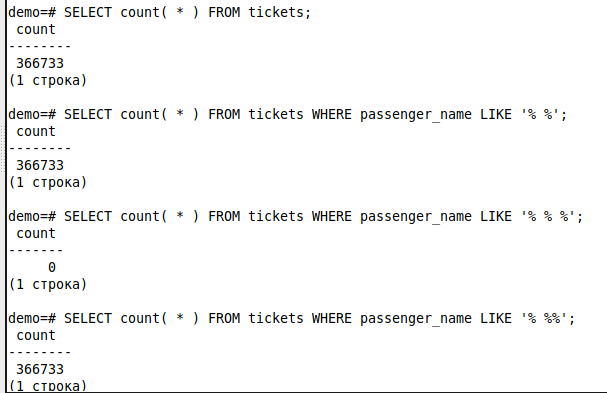 demo=# SELECT count( * ) FROM tickets;
count
--------
366733
(1 строка)
demo=# SELECT count( * ) FROM tickets WHERE passenger_name LIKE '% %';
count
--------
366733
(1 строка)
demo=# SELECT count( * ) FROM tickets WHERE passenger_name LIKE '% % %';
count
-------
0
(1 строка)
demo=# SELECT count( * ) FROM tickets WHERE passenger_name LIKE '% %%';
count
--------
366733
(1 строка)